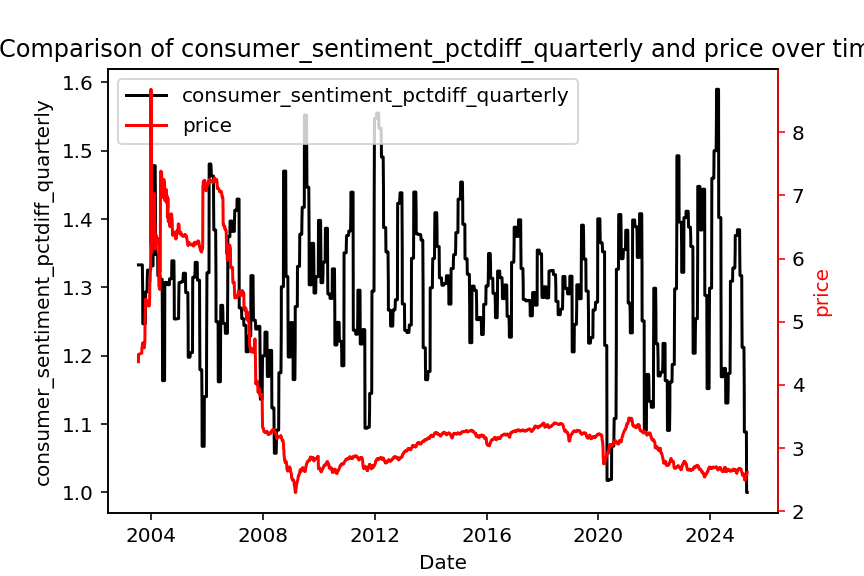 Comparison of consumer_sentiment_pctdiff_quarterly and price over tim
consumer_sentiment_pctdiff_quarterly
price
consumer_sentiment_pctdiff_quarterly
1.6
1.5
1.4
1.3
1.2
1.1
1.0
8
7
6
5
4
3
2
price
2004 2008 2012 2016 2020 2024
Date